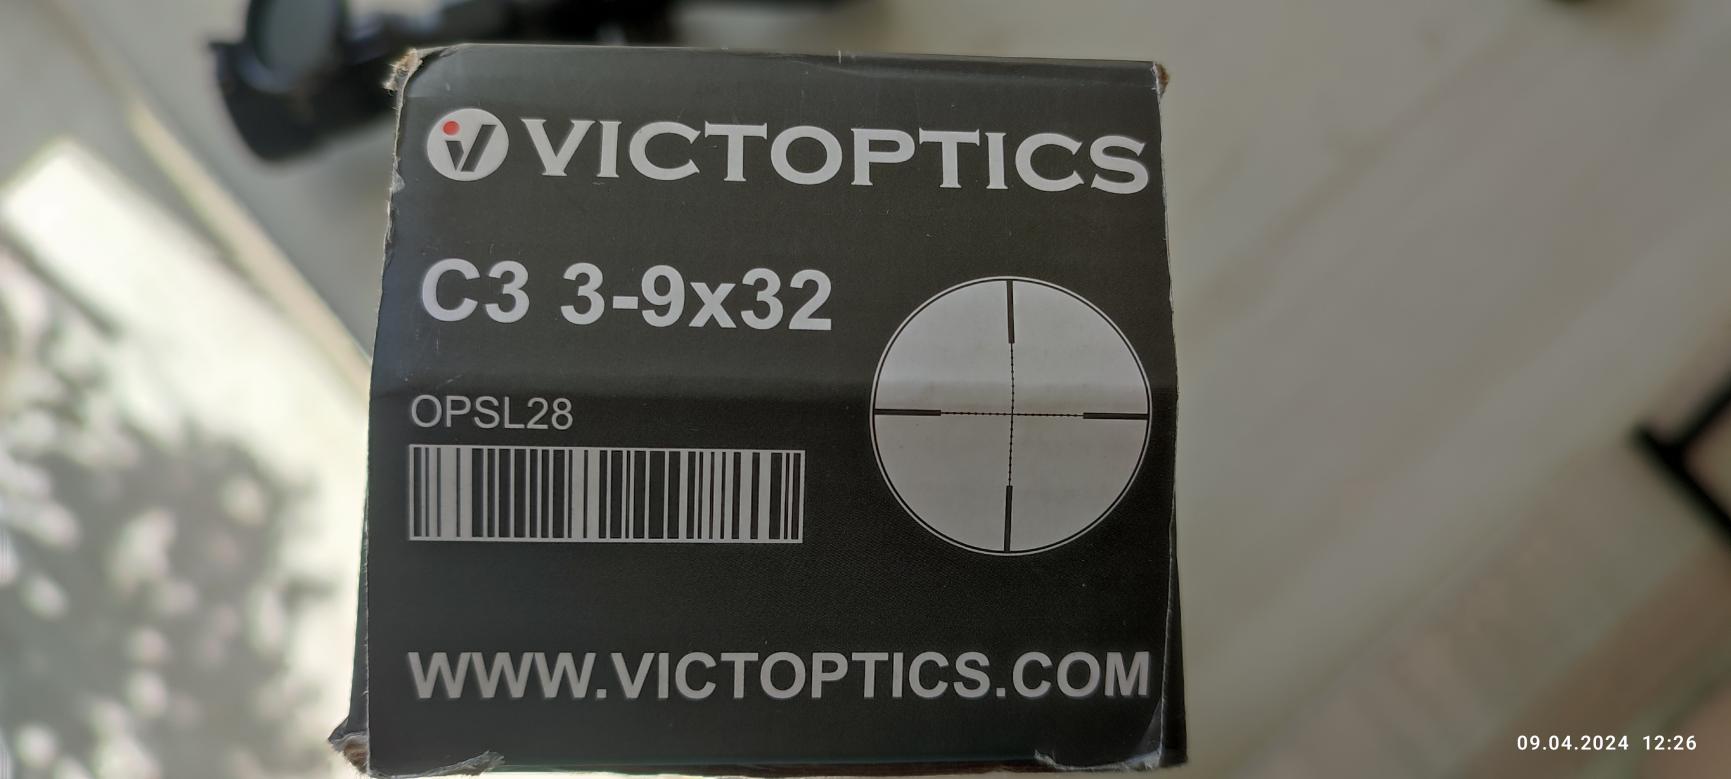 VICTOPTICS
C3 3-9x32
OPSL28
WWW.VICTOPTICS.COM
09.04.2024 12:26